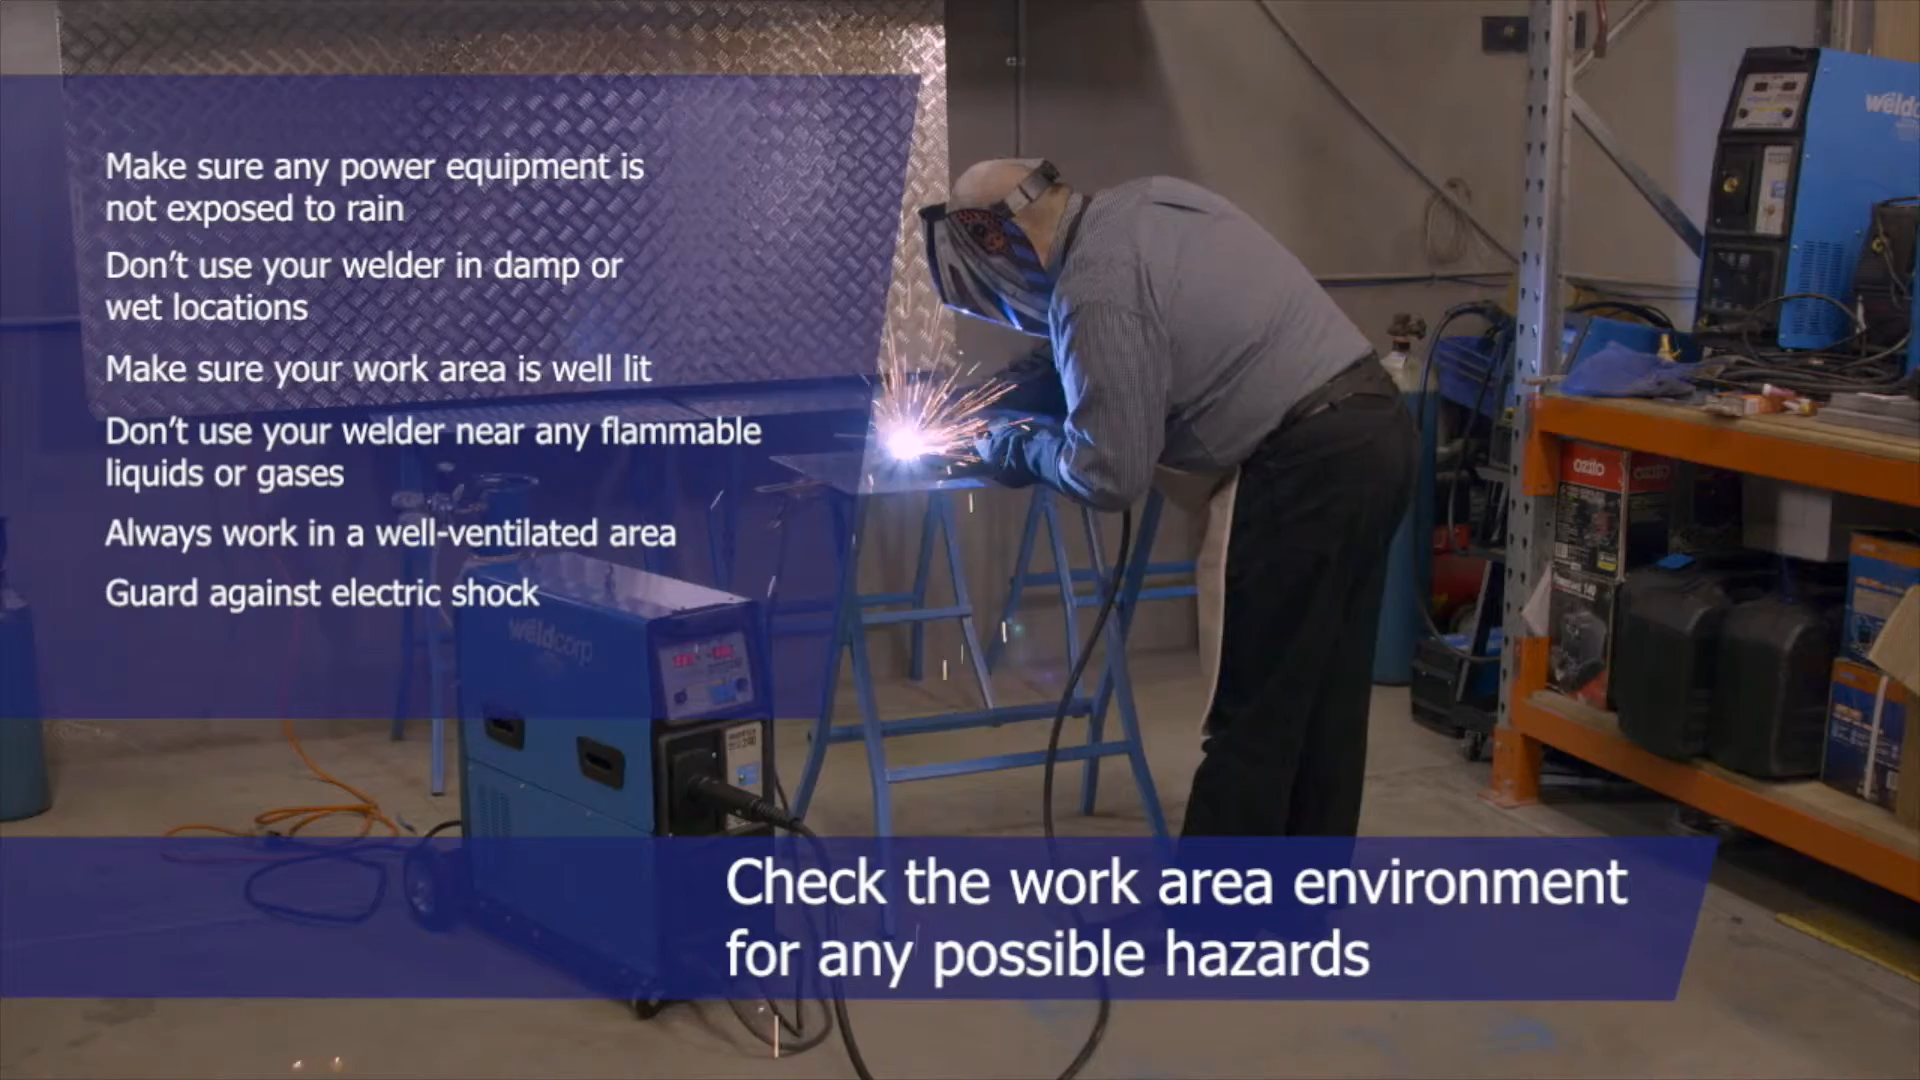 Make sure any power equipment is
not exposed to rain
Don't use your welder in damp or
wet locations
Make sure your work area is well lit
Don't use your welder near any flammable
liquids or gases
Always work in a well-ventilated area
Guard against electric shock
Check the work area environment
for any possible hazards
weldcorp
ozito